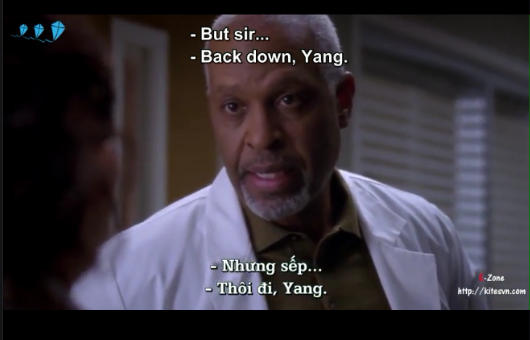 - But sir...
- Back down, Yang.
- Nhưng sếp...
- Thôi đi, Yang.
-Zone
http://kitesvn.com